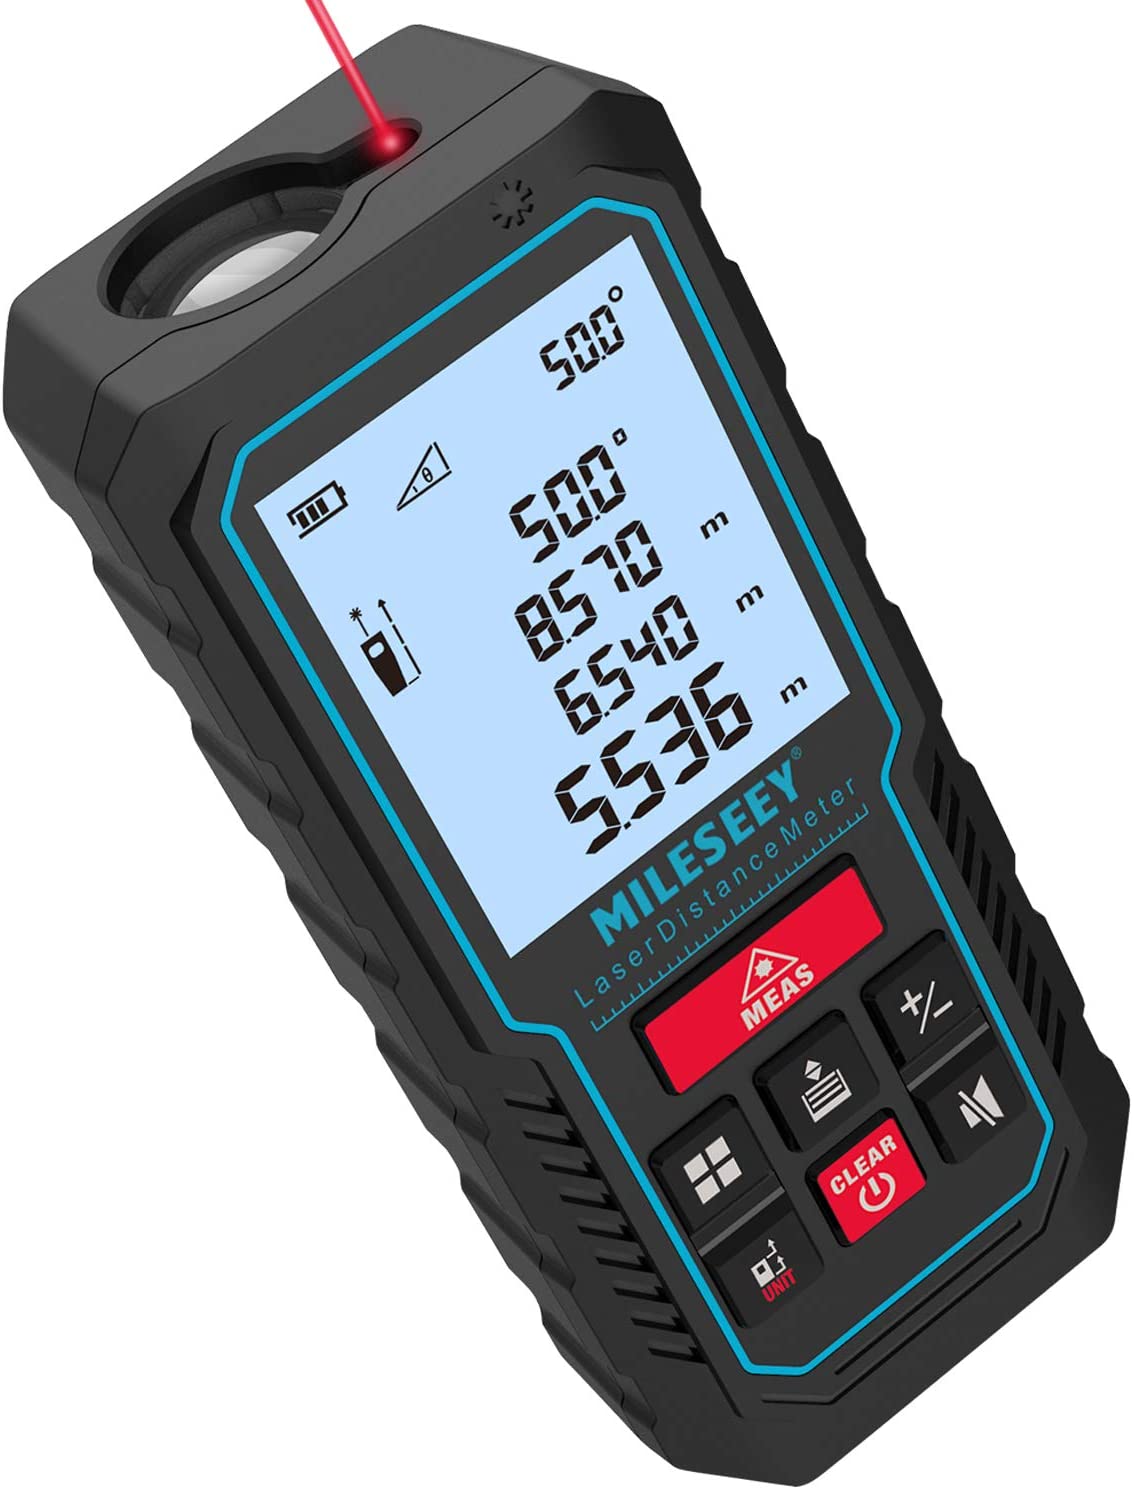 50.0°
θ
50.0°
8.570 m
6.540 m
5.536 m
MILESEEY®
LaserDistanceMeter
MEAS
+/−
CLEAR
UNIT